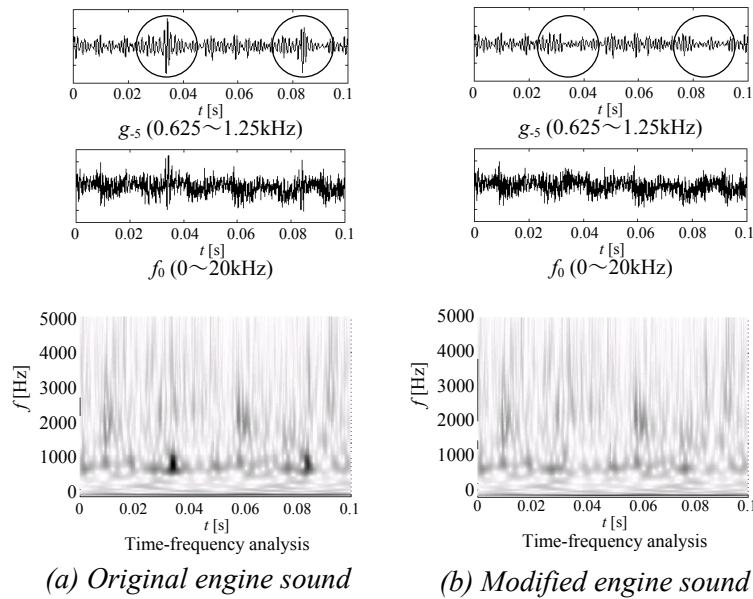 0 0.02 0.04 0.06 0.08 0.1
t [s]
g-5 (0.625～1.25kHz)
0 0.02 0.04 0.06 0.08 0.1
t [s]
f0 (0～20kHz)
5000
4000
3000
2000
1000
0
f [Hz]
0 0.02 0.04 0.06 0.08 0.1
t [s]
Time-frequency analysis
(a) Original engine sound
0 0.02 0.04 0.06 0.08 0.1
t [s]
g-5 (0.625～1.25kHz)
0 0.02 0.04 0.06 0.08 0.1
t [s]
f0 (0～20kHz)
5000
4000
3000
2000
1000
0
f [Hz]
0 0.02 0.04 0.06 0.08 0.1
t [s]
Time-frequency analysis
(b) Modified engine sound